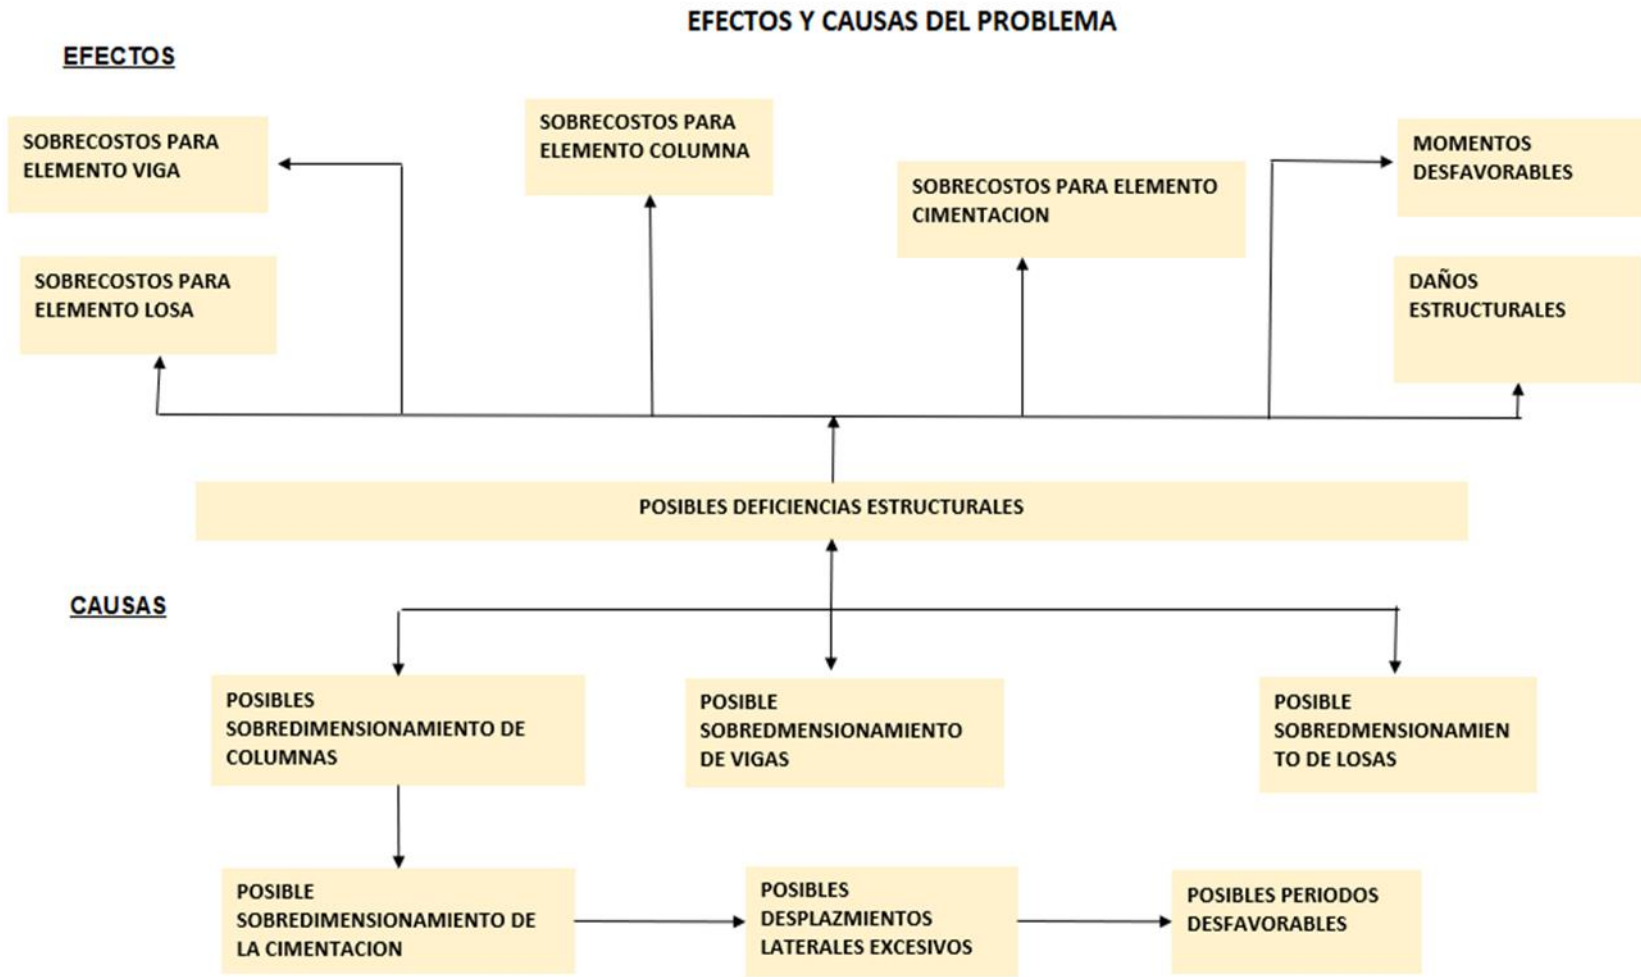 EFECTOS Y CAUSAS DEL PROBLEMA
EFECTOS
SOBRECOSTOS PARA
ELEMENTO VIGA
SOBRECOSTOS PARA
ELEMENTO COLUMNA
SOBRECOSTOS PARA ELEMENTO
CIMENTACION
MOMENTOS
DESFAVORABLES
SOBRECOSTOS PARA
ELEMENTO LOSA
DAÑOS
ESTRUCTURALES
POSIBLES DEFICIENCIAS ESTRUCTURALES
CAUSAS
POSIBLES
SOBREDIMENSIONAMIENTO DE
COLUMNAS
POSIBLE
SOBREDMENSIONAMIENTO
DE VIGAS
POSIBLE
SOBREDMENSIONAMIEN
TO DE LOSAS
POSIBLE
SOBREDIMENSIONAMIENTO DE
LA CIMENTACION
POSIBLES
DESPLAZMIENTOS
LATERALES EXCESIVOS
POSIBLES PERIODOS
DESFAVORABLES